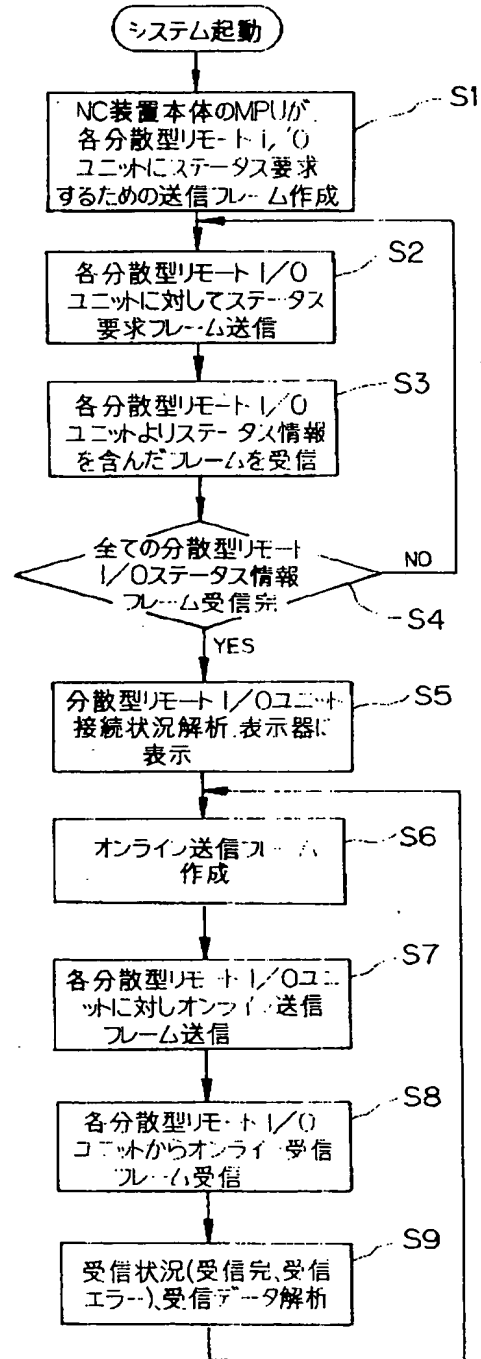 システム起動
NC装置本体のMPUが、
各分散型リモートI/O
ユニットにステータス要求
するための送信フレーム作成
S1
各分散型リモートI/O
ユニットに対してステータス
要求フレーム送信
S2
各分散型リモートI/O
ユニットよりステータス情報
を含んだフレームを受信
S3
全ての分散型リモート
I/Oステータス情報
フレーム受信完
NO
S4
YES
分散型リモートI/Oユニット
接続状況解析、表示器に
表示
S5
オンライン送信フレーム
作成
S6
各分散型リモートI/Oユニ
ットに対しオンライン送信
フレーム送信
S7
各分散型リモートI/O
ユニットからオンライン受信
フレーム受信
S8
受信状況(受信完、受信
エラー)、受信データ解析
S9